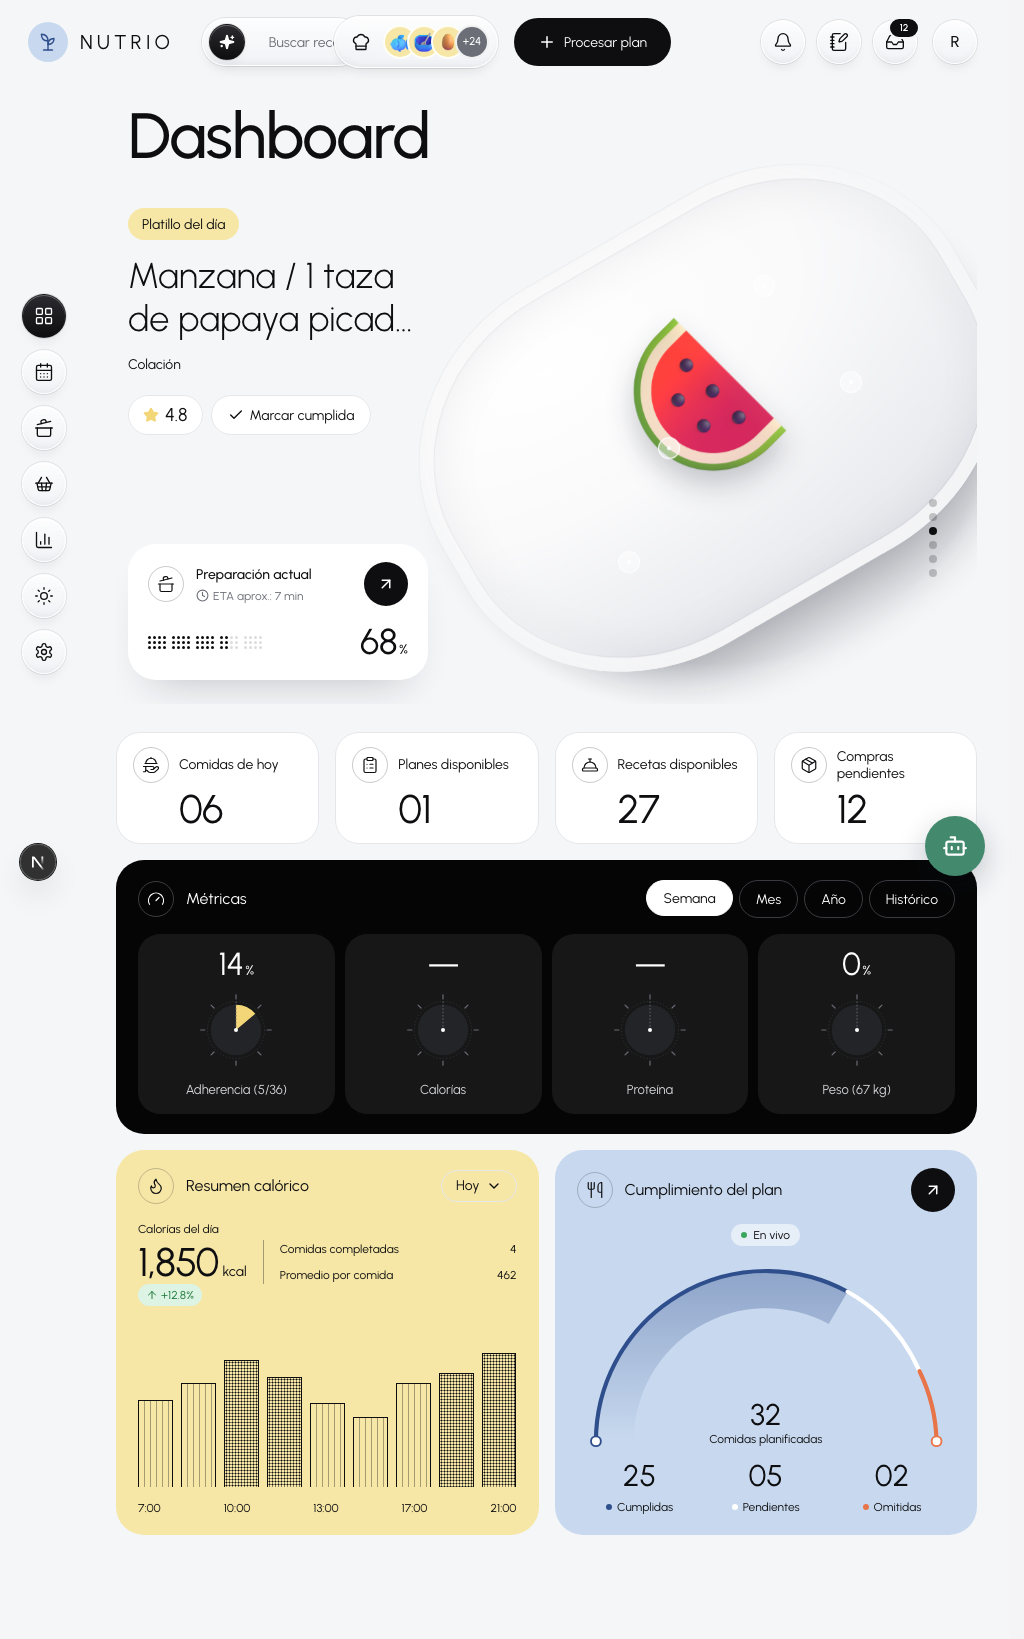 NUTRIO
Buscar rec
+24
Procesar plan
12
R
Dashboard
Platillo del día
Manzana / 1 taza
de papaya picad...
Colación
4.8
Marcar cumplida
Preparación actual
ETA aprox.: 7 min
68%
Comidas de hoy
06
Planes disponibles
01
Recetas disponibles
27
Compras
pendientes
12
N
Métricas
Semana
Mes
Año
Histórico
14%
Adherencia (5/36)
—
Calorías
—
Proteína
0%
Peso (67 kg)
Resumen calórico
Hoy
Calorías del día
1,850 kcal
+12.8%
Comidas completadas 4
Promedio por comida 462
7:00 10:00 13:00 17:00 21:00
Cumplimiento del plan
En vivo
32
Comidas planificadas
25
Cumplidas
05
Pendientes
02
Omitidas